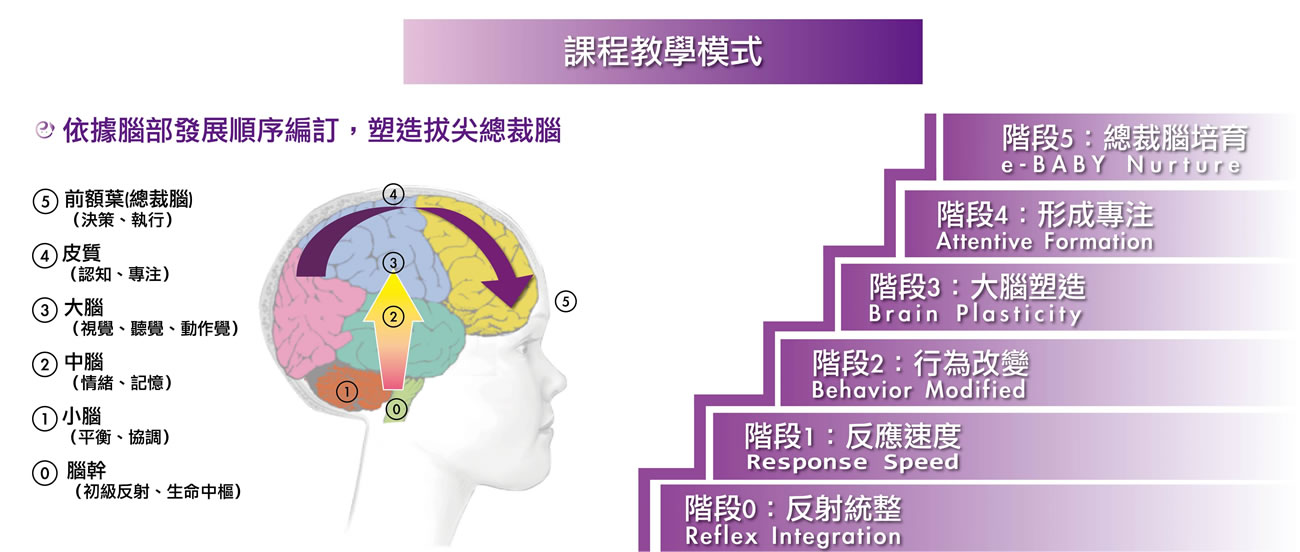 課程教學模式
依據腦部發展順序編訂，塑造拔尖總裁腦
⑤ 前額葉(總裁腦)
（決策、執行）
④ 皮質
（認知、專注）
③ 大腦
（視覺、聽覺、動作覺）
② 中腦
（情緒、記憶）
① 小腦
（平衡、協調）
⓪ 腦幹
（初級反射、生命中樞）
④
③
②
⑤
①
⓪
階段5：總裁腦培育
e-BABY Nurture
階段4：形成專注
Attentive Formation
階段3：大腦塑造
Brain Plasticity
階段2：行為改變
Behavior Modified
階段1：反應速度
Response Speed
階段0：反射統整
Reflex Integration